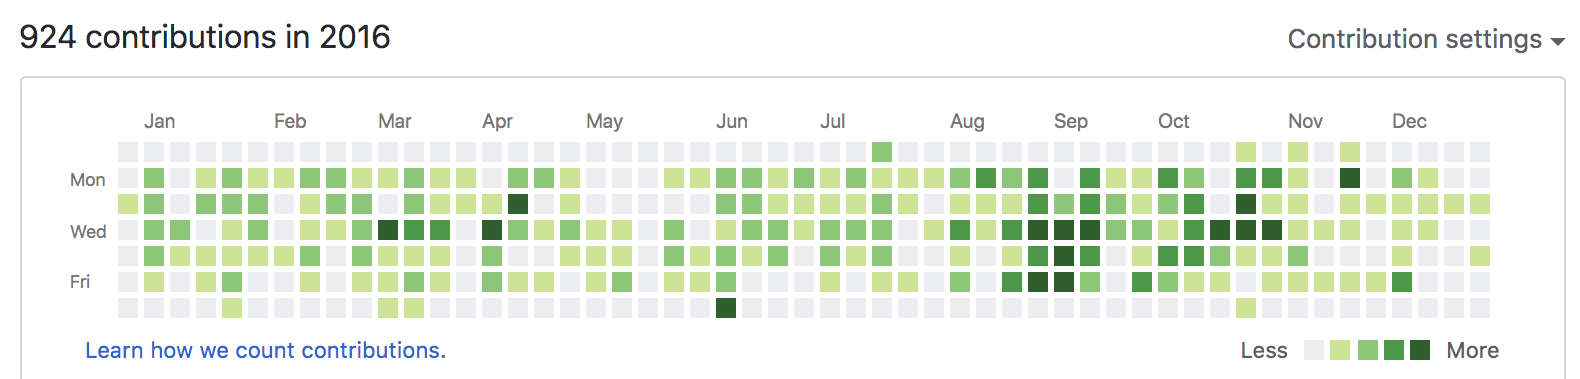 924 contributions in 2016
Contribution settings
Jan Feb Mar Apr May Jun Jul Aug Sep Oct Nov Dec
Mon
Wed
Fri
Learn how we count contributions.
Less More